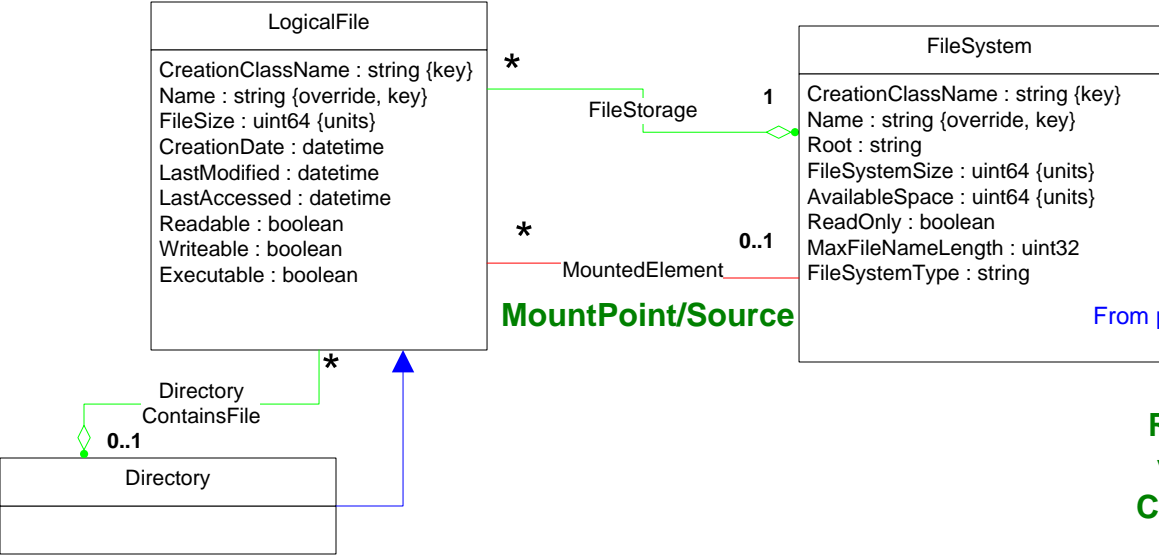 LogicalFile
CreationClassName : string {key}
Name : string {override, key}
FileSize : uint64 {units}
CreationDate : datetime
LastModified : datetime
LastAccessed : datetime
Readable : boolean
Writeable : boolean
Executable : boolean
*
FileStorage
1
*
MountedElement
0..1
MountPoint/Source
FileSystem
CreationClassName : string {key}
Name : string {override, key}
Root : string
FileSystemSize : uint64 {units}
AvailableSpace : uint64 {units}
ReadOnly : boolean
MaxFileNameLength : uint32
FileSystemType : string
From
*
Directory
ContainsFile
0..1
Directory